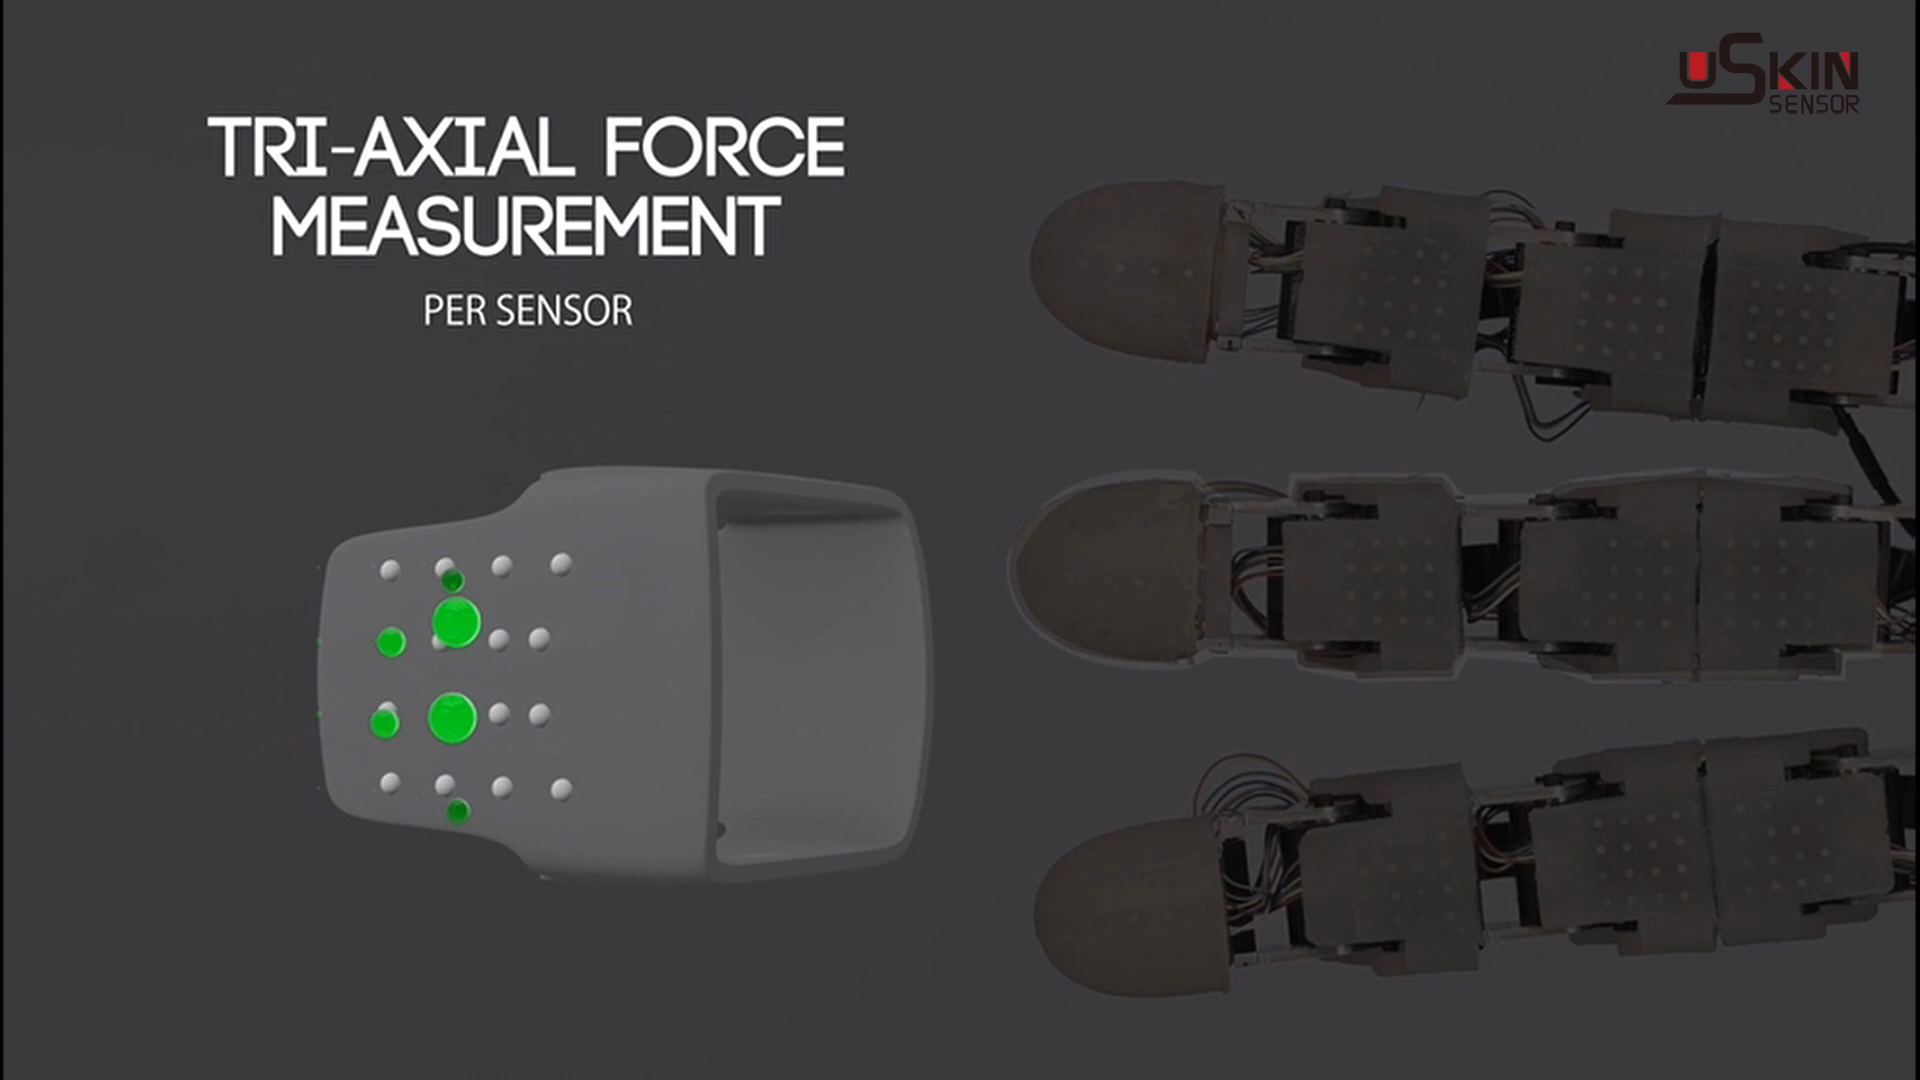 uSkin
SENSOR
TRI-AXIAL FORCE
MEASUREMENT
PER SENSOR